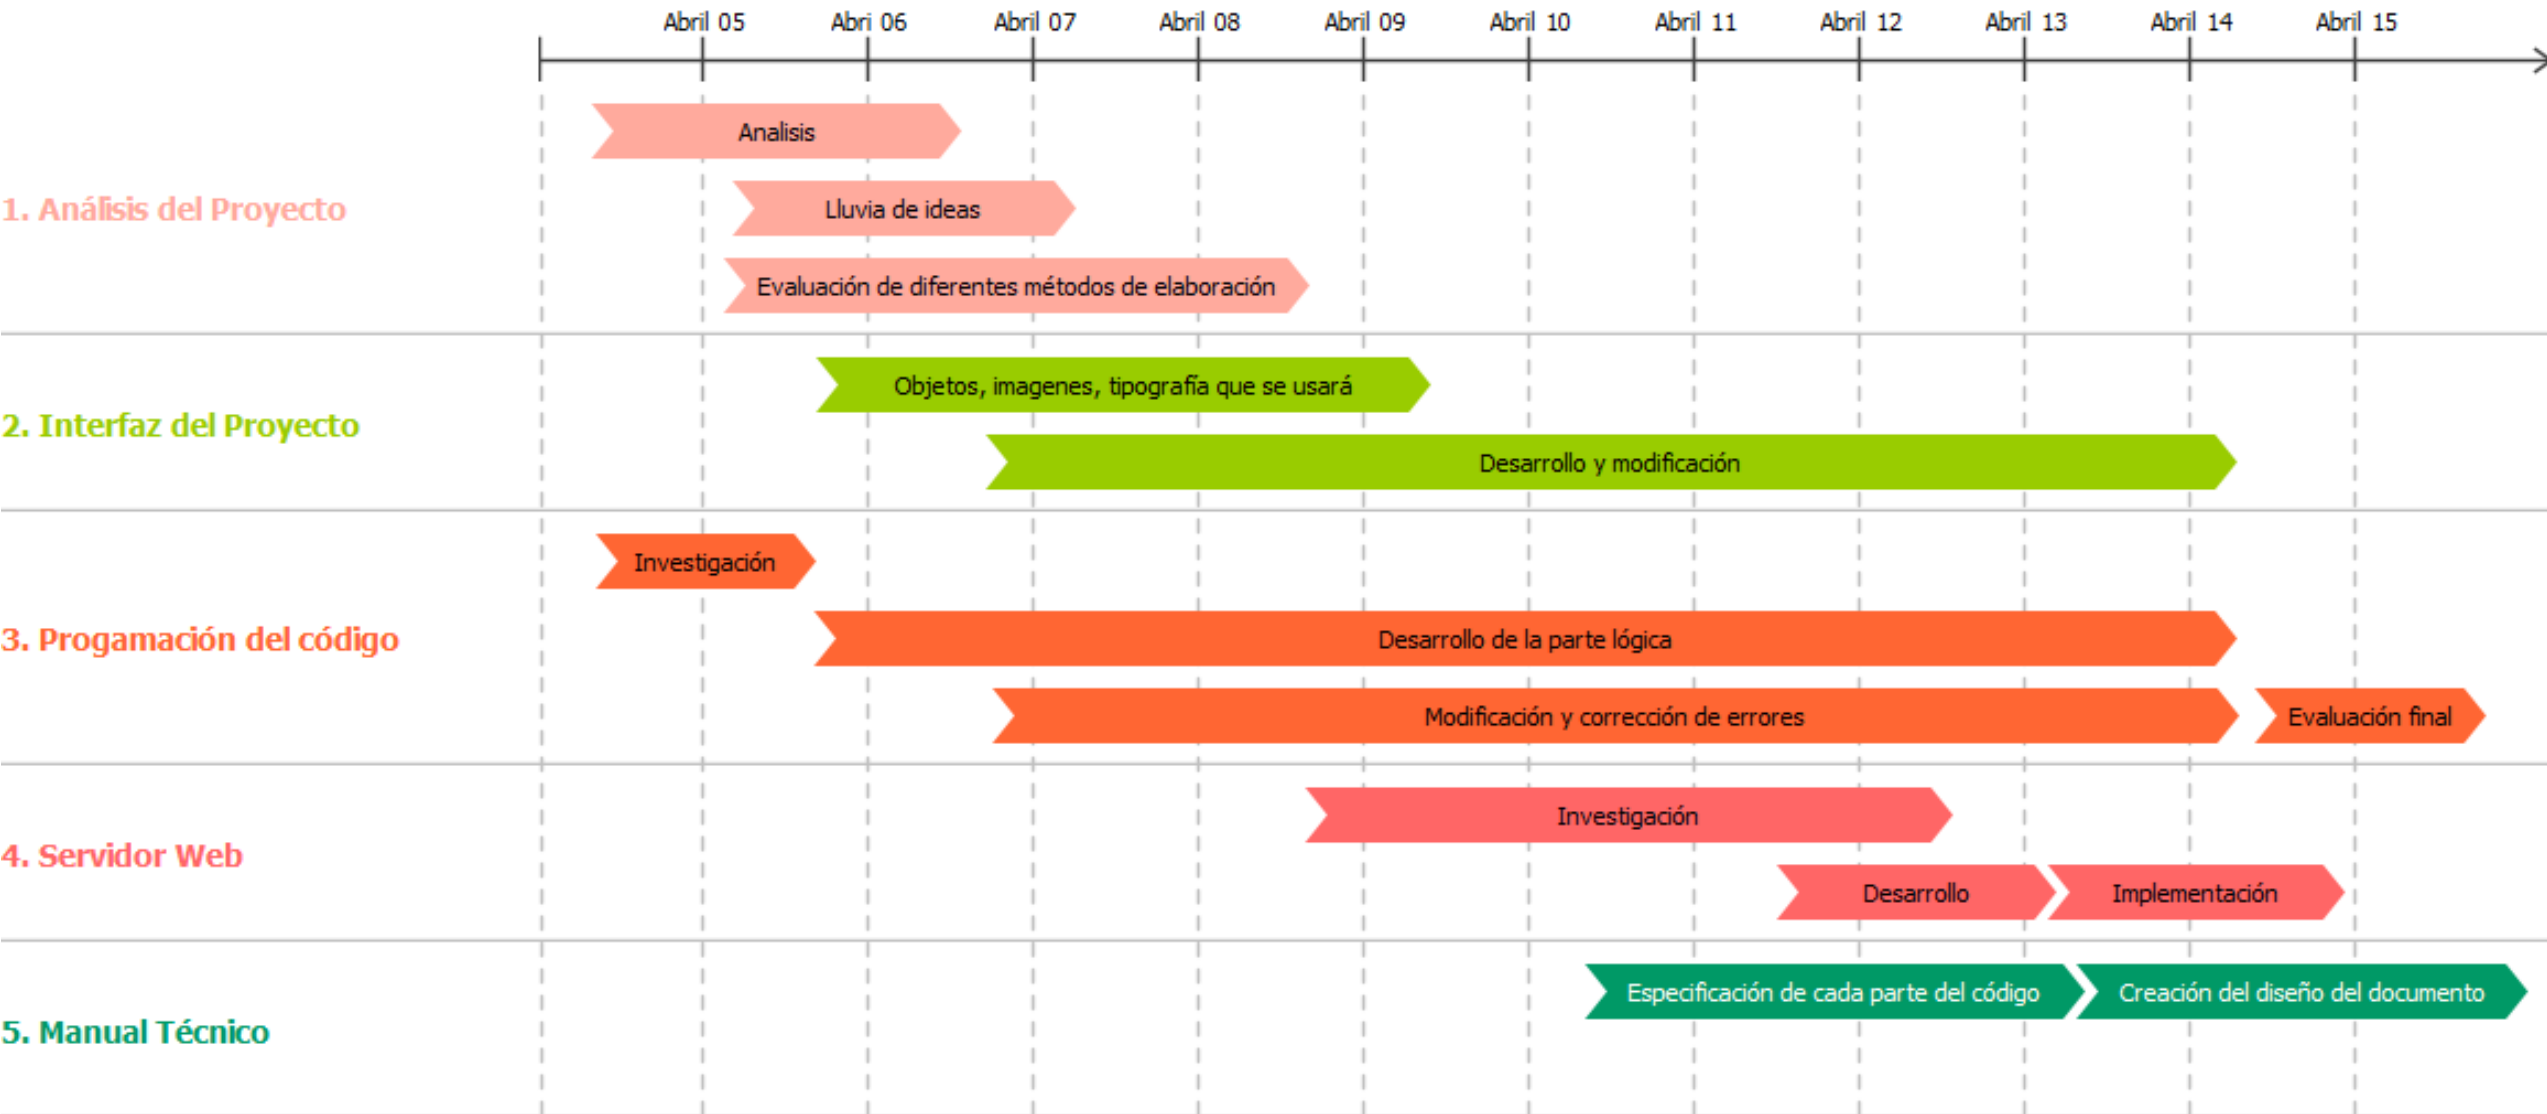 Abril 05
Abri 06
Abril 07
Abril 08
Abril 09
Abril 10
Abril 11
Abril 12
Abril 13
Abril 14
Abril 15
1. Análisis del Proyecto
Analisis
Lluvia de ideas
Evaluación de diferentes métodos de elaboración
2. Interfaz del Proyecto
Objetos, imagenes, tipografía que se usará
Desarrollo y modificación
3. Progamación del código
Investigación
Desarrollo de la parte lógica
Modificación y corrección de errores
Evaluación final
4. Servidor Web
Investigación
Desarrollo
Implementación
5. Manual Técnico
Especificación de cada parte del código
Creación del diseño del documento